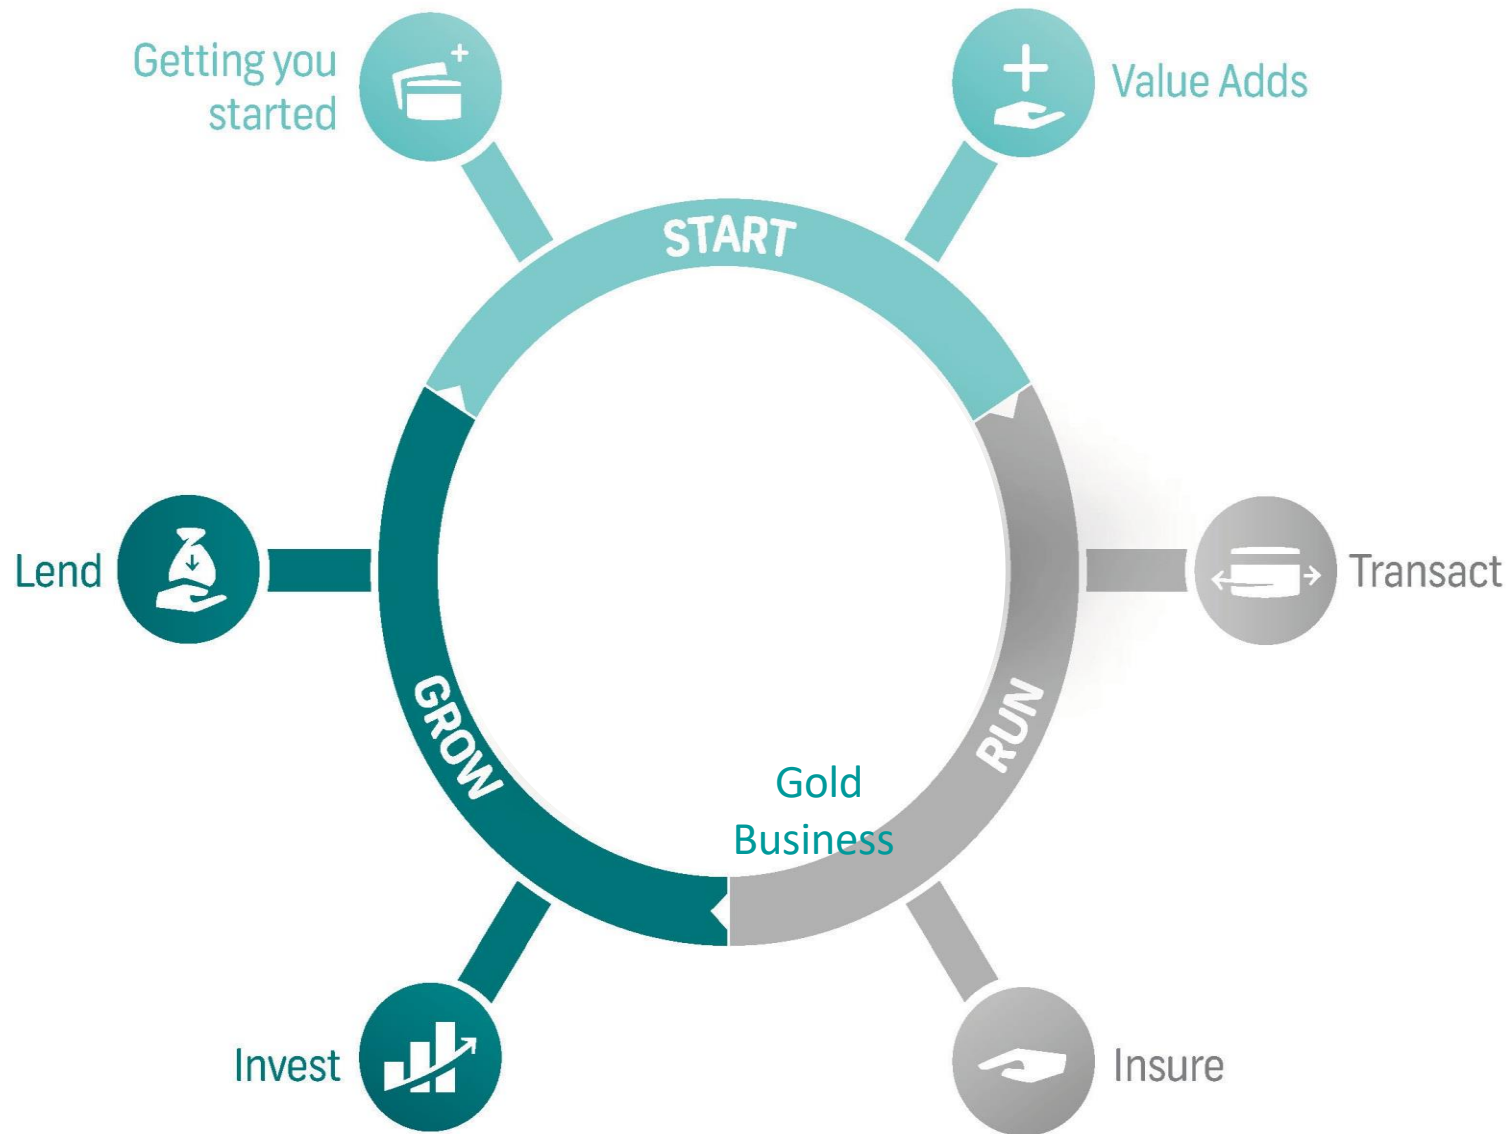 Getting you
started
Value Adds
START
Lend
Transact
GROW
RUN
Gold
Business
Invest
Insure